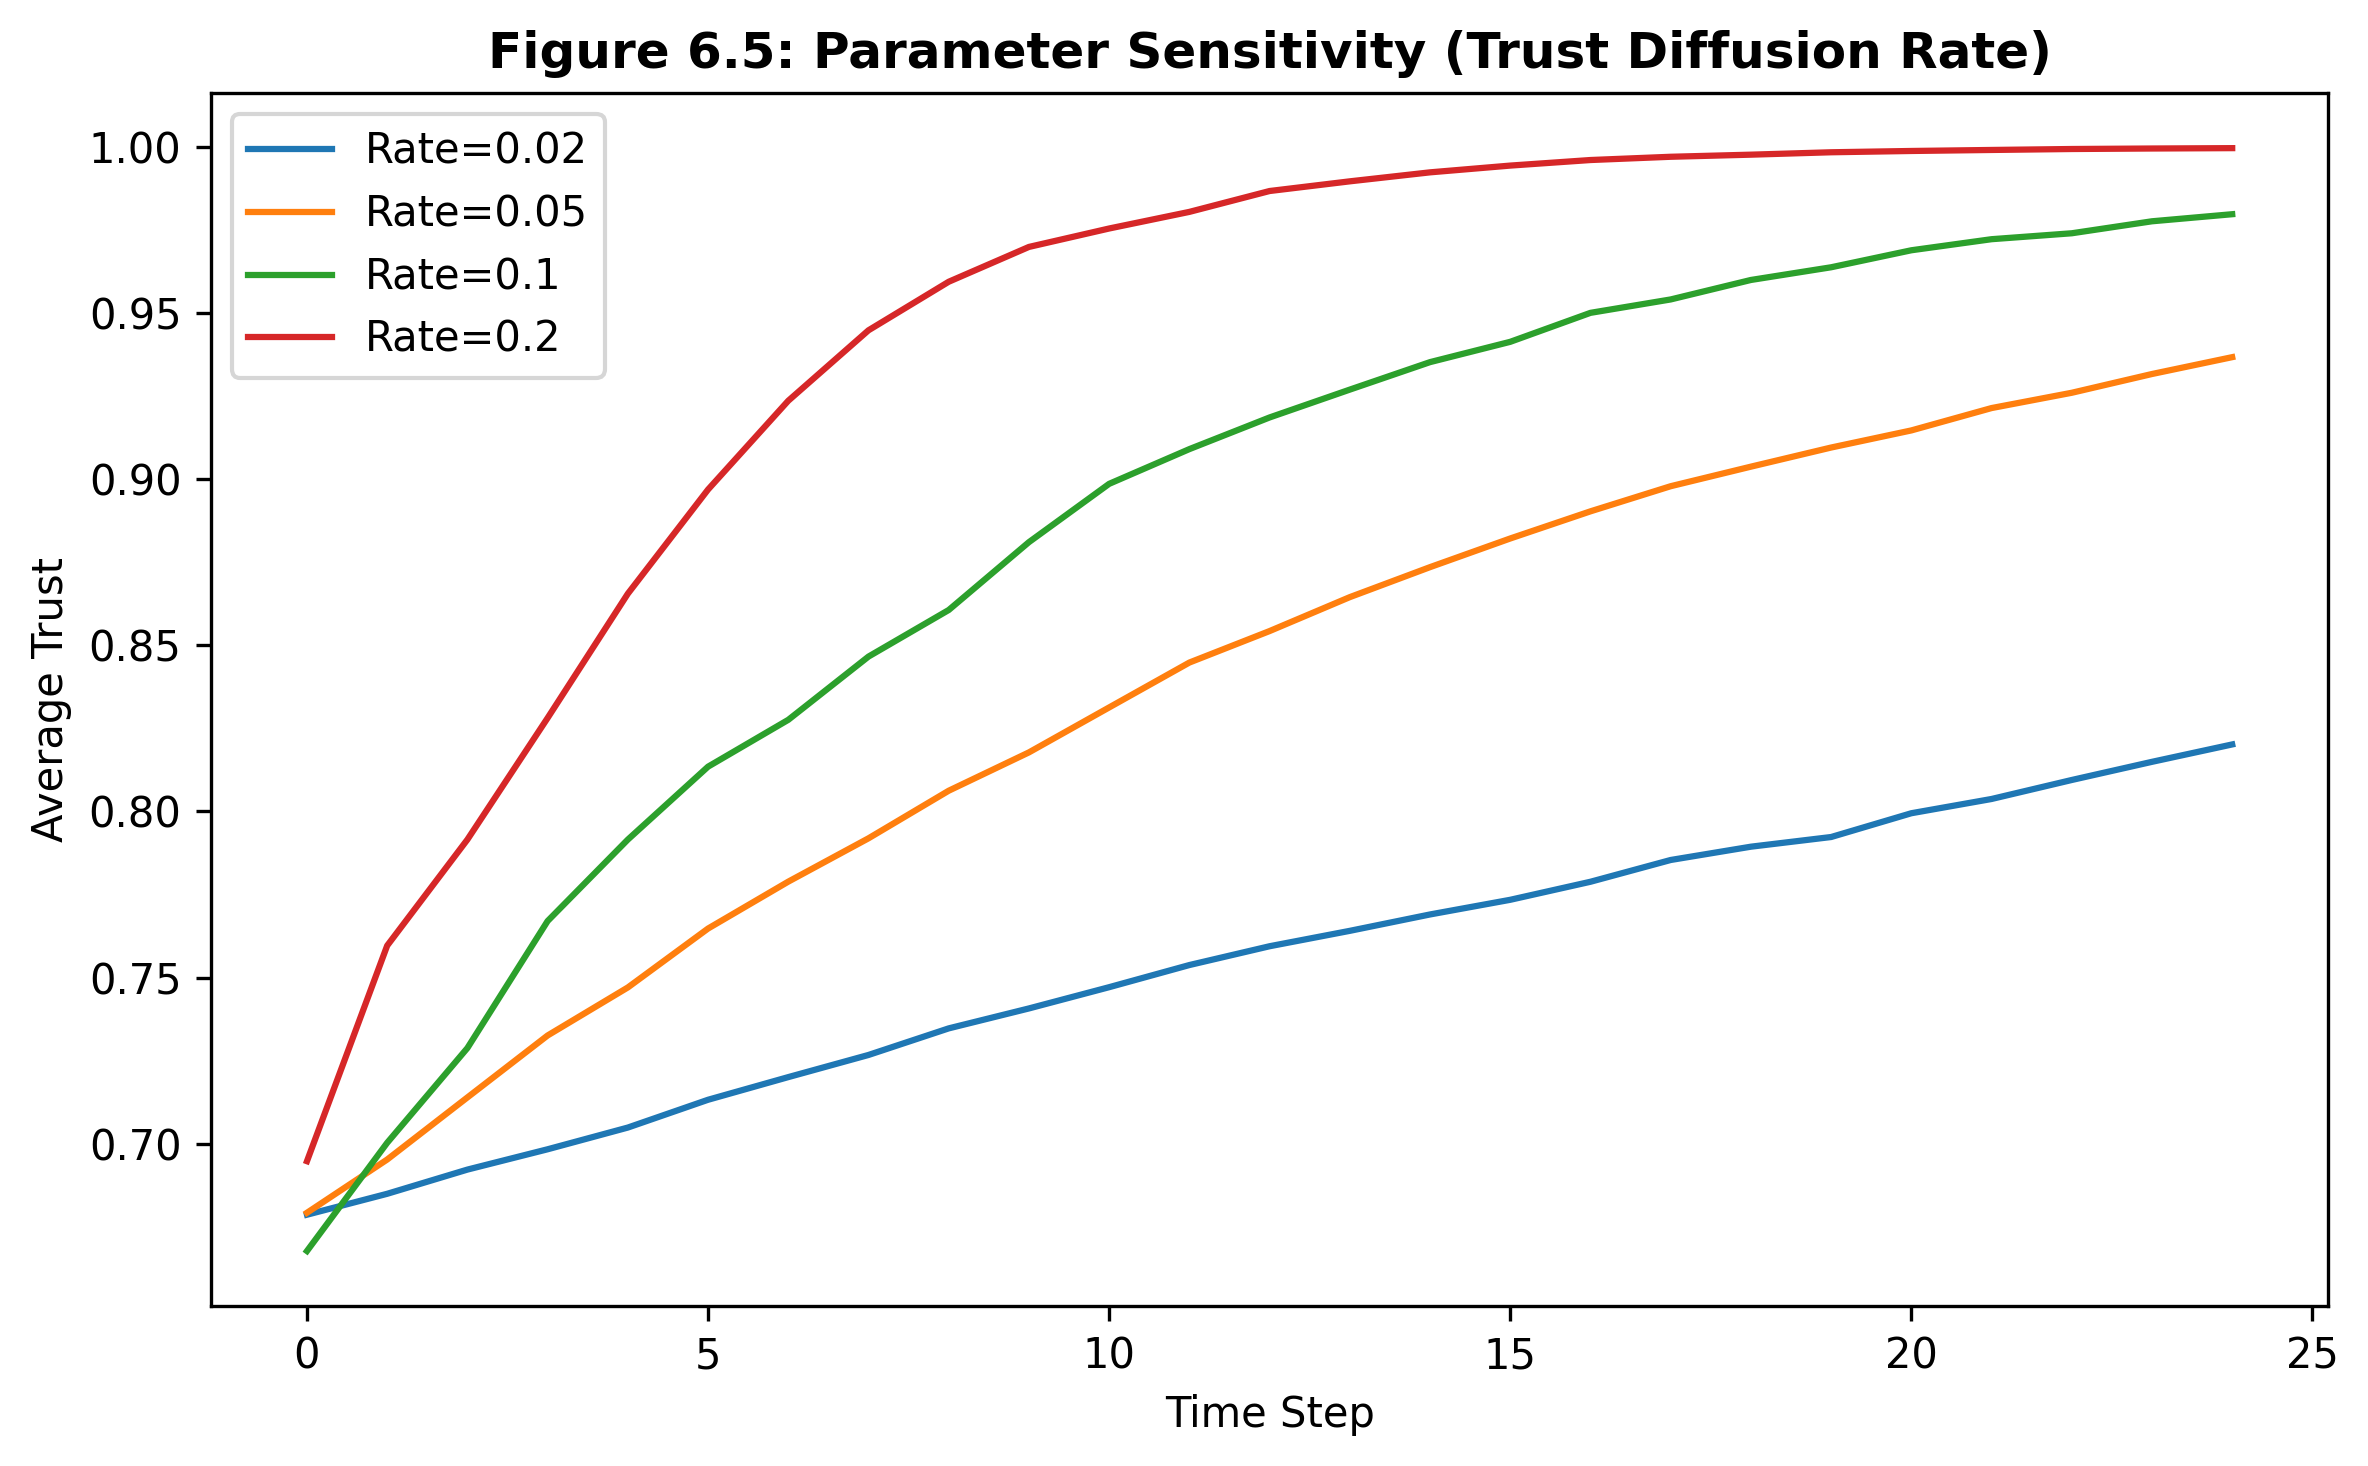 Figure 6.5: Parameter Sensitivity (Trust Diffusion Rate)
Rate=0.02
Rate=0.05
Rate=0.1
Rate=0.2
Average Trust
1.00
0.95
0.90
0.85
0.80
0.75
0.70
0 5 10 15 20 25
Time Step